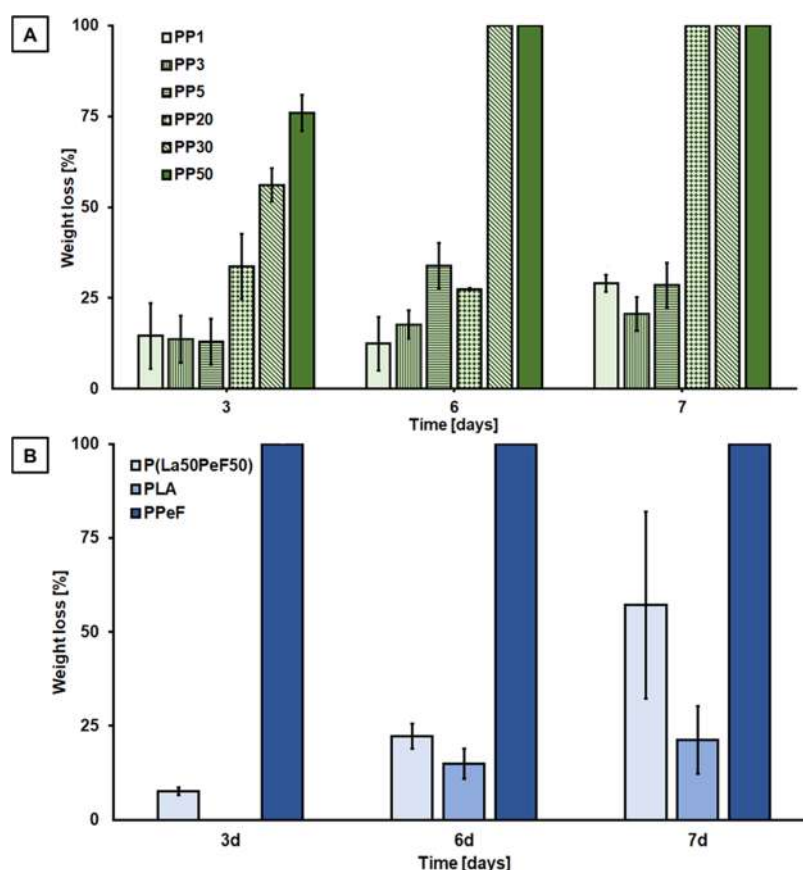 A
100
75
50
25
0
Weight loss [%]
PP1
PP3
PP5
PP20
PP30
PP50
3 6 7
Time [days]
B
100
75
50
25
0
Weight loss [%]
P(La50PeF50)
PLA
PPeF
3d 6d 7d
Time [days]